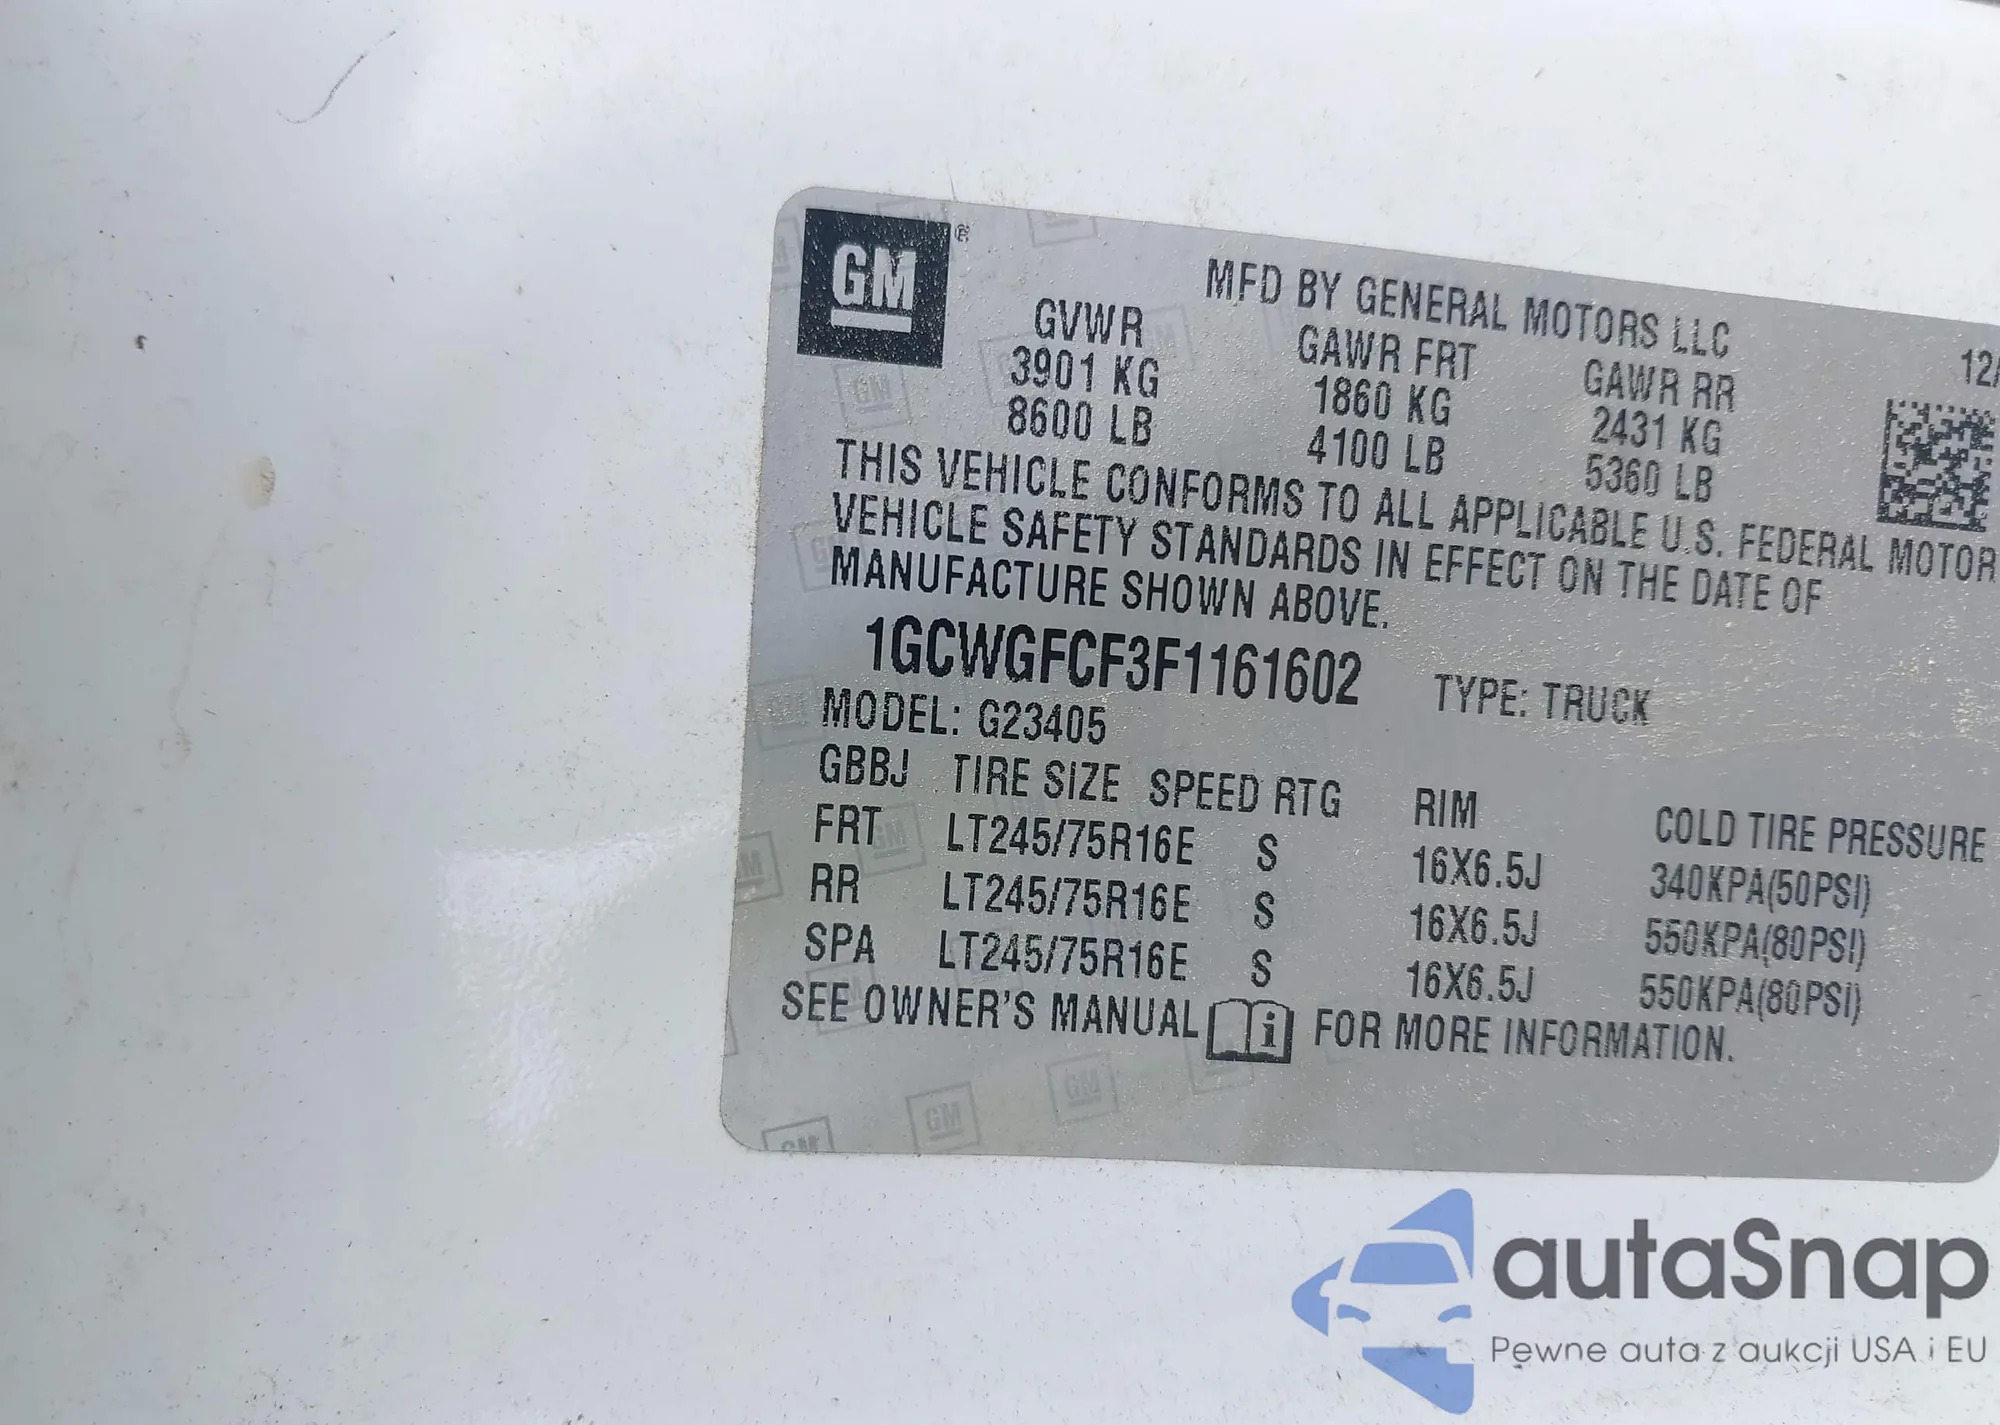 GM®
MFD BY GENERAL MOTORS LLC
GVWR GAWR FRT GAWR RR 12/
3901 KG 1860 KG 2431 KG
8600 LB 4100 LB 5360 LB
THIS VEHICLE CONFORMS TO ALL APPLICABLE U.S. FEDERAL MOTOR
VEHICLE SAFETY STANDARDS IN EFFECT ON THE DATE OF
MANUFACTURE SHOWN ABOVE.
1GCWGFCF3F1161602 TYPE: TRUCK
MODEL: G23405
GBBJ TIRE SIZE SPEED RTG RIM COLD TIRE PRESSURE
FRT LT245/75R16E S 16X6.5J 340KPA(50PSI)
RR LT245/75R16E S 16X6.5J 550KPA(80PSI)
SPA LT245/75R16E S 16X6.5J 550KPA(80PSI)
SEE OWNER'S MANUAL FOR MORE INFORMATION.
autaSnap
Pewne auta z aukcji USA i EU